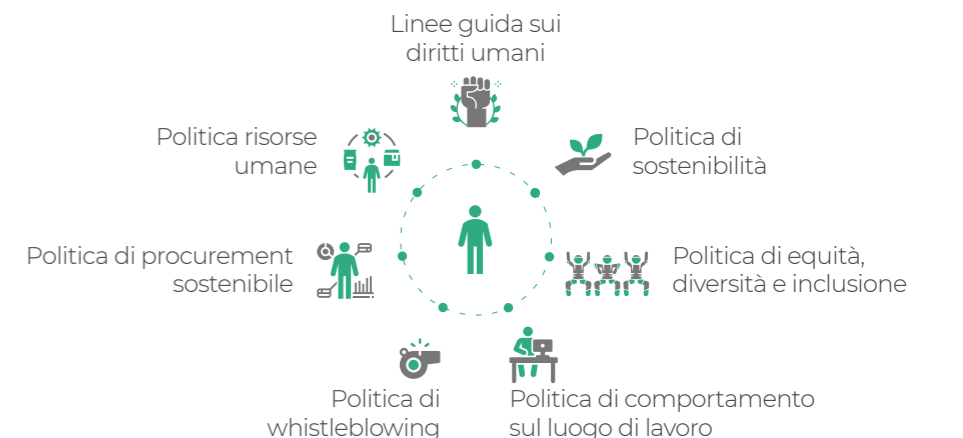 Linee guida sui
diritti umani
Politica risorse
umane
Politica di
sostenibilità
Politica di procurement
sostenibile
Politica di equità,
diversità e inclusione
Politica di
whistleblowing
Politica di comportamento
sul luogo di lavoro